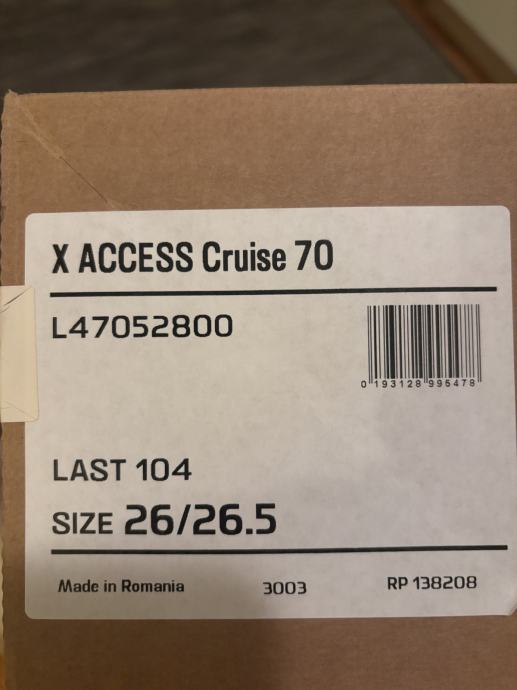 X ACCESS Cruise 70
L47052800
0 193128 995478
LAST 104
SIZE 26/26.5
Made in Romania 3003 RP 138208